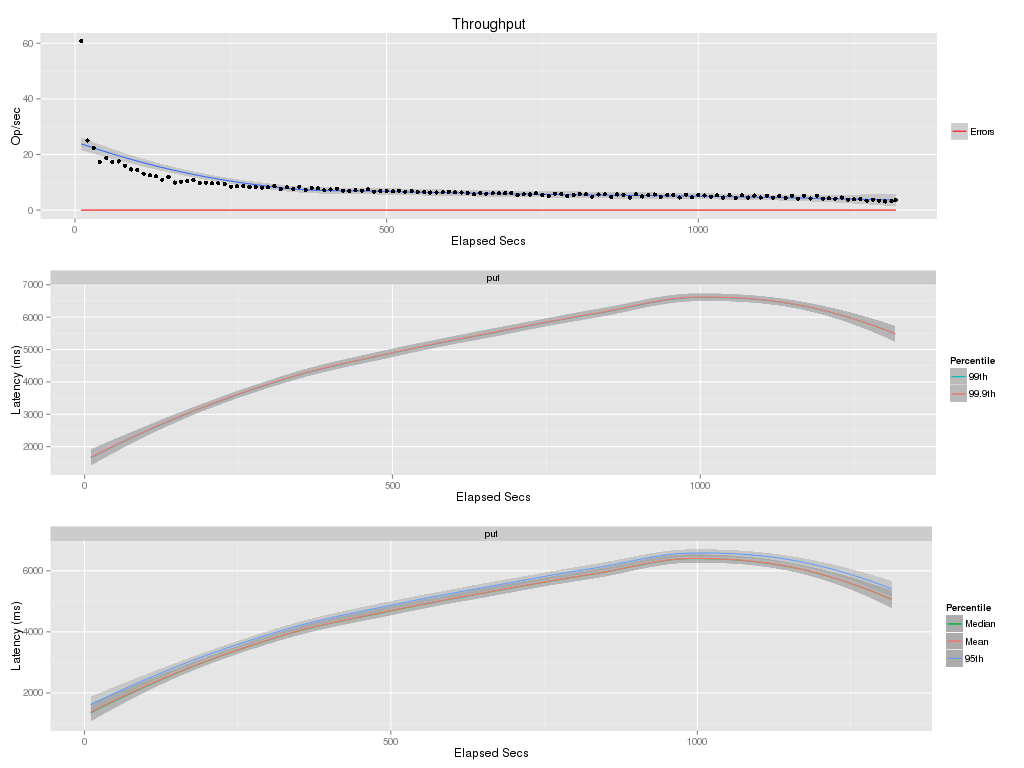 Throughput
60
40
20
0
Op/sec
0 500 1000
Elapsed Secs
Errors
put
7000
6000
5000
4000
3000
2000
Latency (ms)
0 500 1000
Elapsed Secs
Percentile
99th
99.9th
put
6000
4000
2000
Latency (ms)
0 500 1000
Elapsed Secs
Percentile
Median
Mean
95th